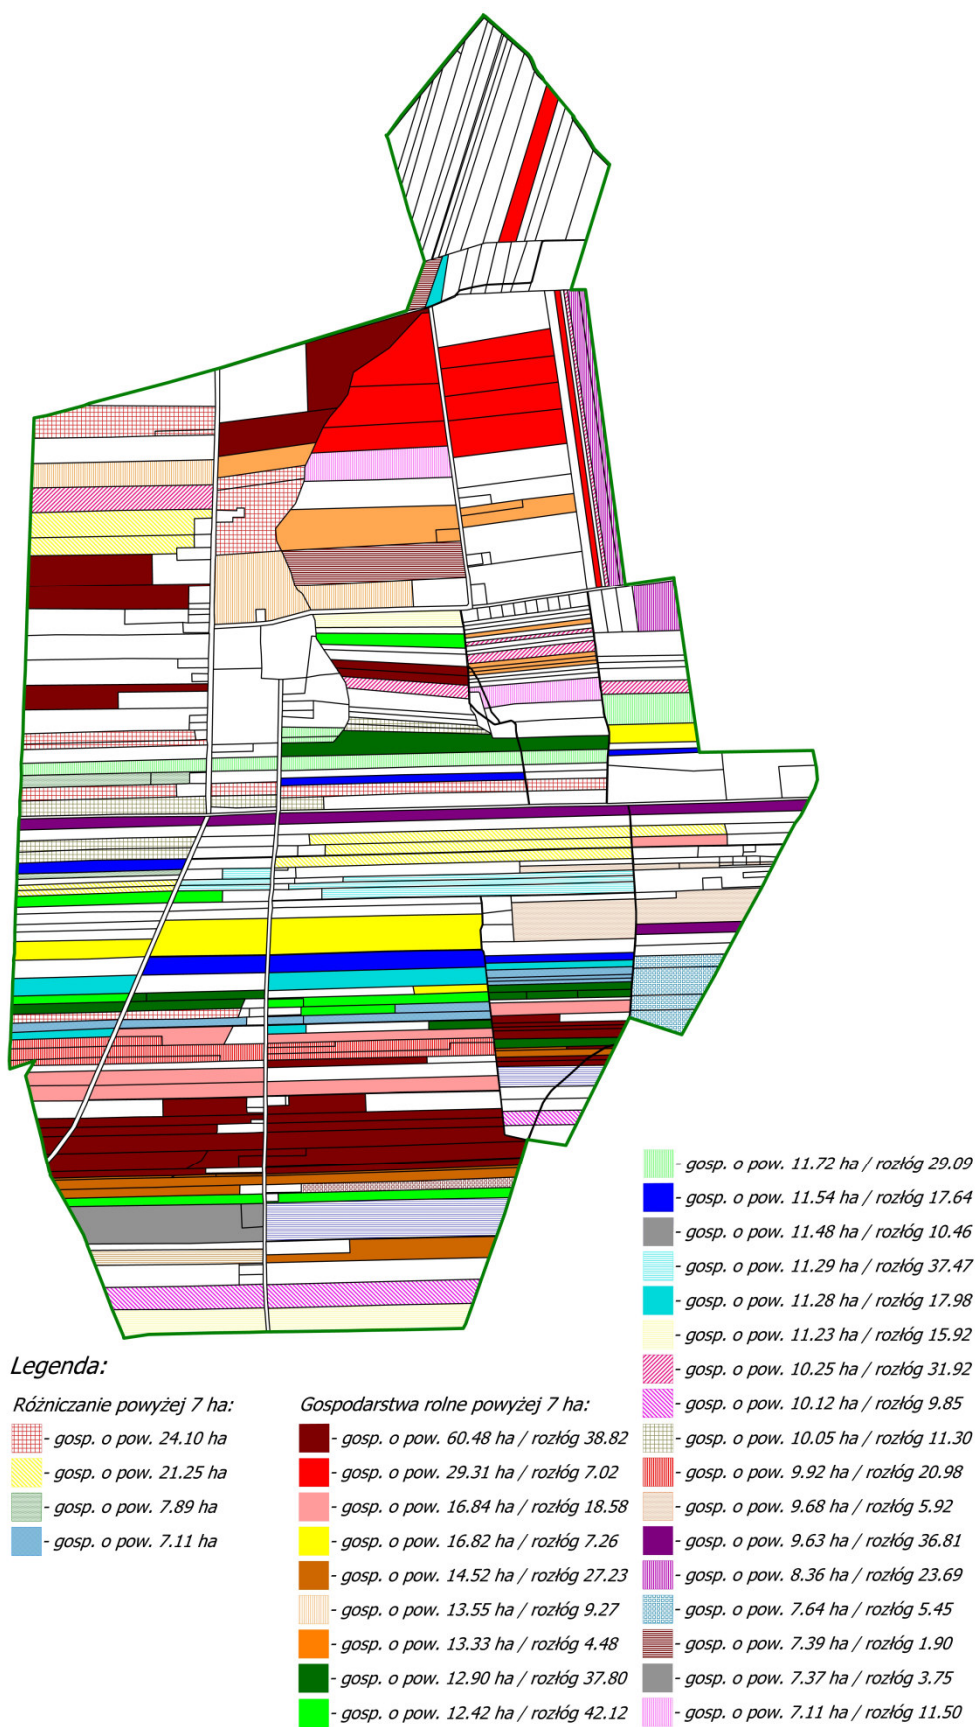 Legenda:
Różniczanie powyżej 7 ha:
- gosp. o pow. 24.10 ha
- gosp. o pow. 21.25 ha
- gosp. o pow. 7.89 ha
- gosp. o pow. 7.11 ha
Gospodarstwa rolne powyżej 7 ha:
- gosp. o pow. 60.48 ha / rozłóg 38.82
- gosp. o pow. 29.31 ha / rozłóg 7.02
- gosp. o pow. 16.84 ha / rozłóg 18.58
- gosp. o pow. 16.82 ha / rozłóg 7.26
- gosp. o pow. 14.52 ha / rozłóg 27.23
- gosp. o pow. 13.55 ha / rozłóg 9.27
- gosp. o pow. 13.33 ha / rozłóg 4.48
- gosp. o pow. 12.90 ha / rozłóg 37.80
- gosp. o pow. 12.42 ha / rozłóg 42.12
- gosp. o pow. 11.72 ha / rozłóg 29.09
- gosp. o pow. 11.54 ha / rozłóg 17.64
- gosp. o pow. 11.48 ha / rozłóg 10.46
- gosp. o pow. 11.29 ha / rozłóg 37.47
- gosp. o pow. 11.28 ha / rozłóg 17.98
- gosp. o pow. 11.23 ha / rozłóg 15.92
- gosp. o pow. 10.25 ha / rozłóg 31.92
- gosp. o pow. 10.12 ha / rozłóg 9.85
- gosp. o pow. 10.05 ha / rozłóg 11.30
- gosp. o pow. 9.92 ha / rozłóg 20.98
- gosp. o pow. 9.68 ha / rozłóg 5.92
- gosp. o pow. 9.63 ha / rozłóg 36.81
- gosp. o pow. 8.36 ha / rozłóg 23.69
- gosp. o pow. 7.64 ha / rozłóg 5.45
- gosp. o pow. 7.39 ha / rozłóg 1.90
- gosp. o pow. 7.37 ha / rozłóg 3.75
- gosp. o pow. 7.11 ha / rozłóg 11.50